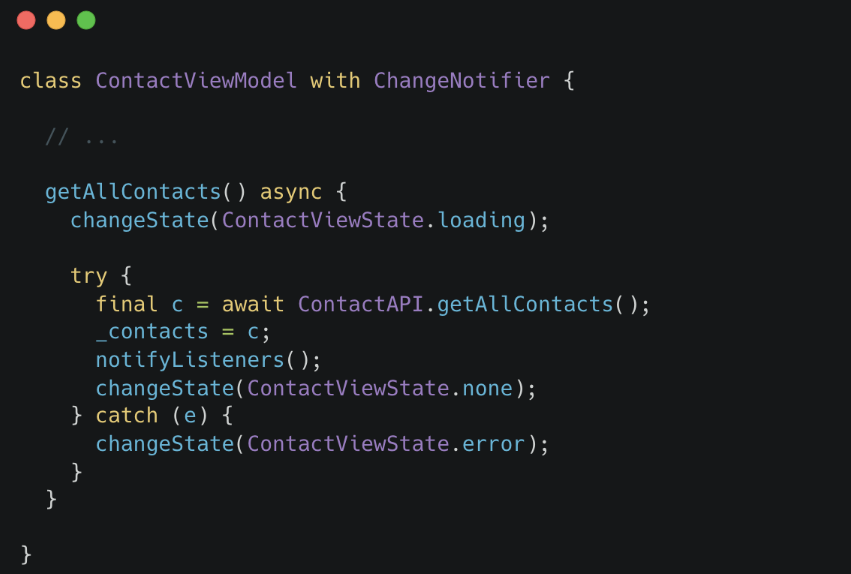 class ContactViewModel with ChangeNotifier {
// ...
getAllContacts() async {
changeState(ContactViewState.loading);
try {
final c = await ContactAPI.getAllContacts();
_contacts = c;
notifyListeners();
changeState(ContactViewState.none);
} catch (e) {
changeState(ContactViewState.error);
}
}
}